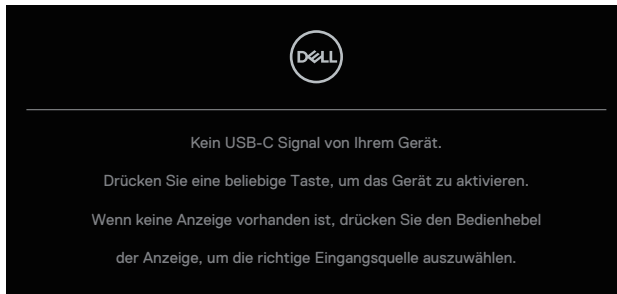 DELL
Kein USB-C Signal von Ihrem Gerät.
Drücken Sie eine beliebige Taste, um das Gerät zu aktivieren.
Wenn keine Anzeige vorhanden ist, drücken Sie den Bedienhebel
der Anzeige, um die richtige Eingangsquelle auszuwählen.